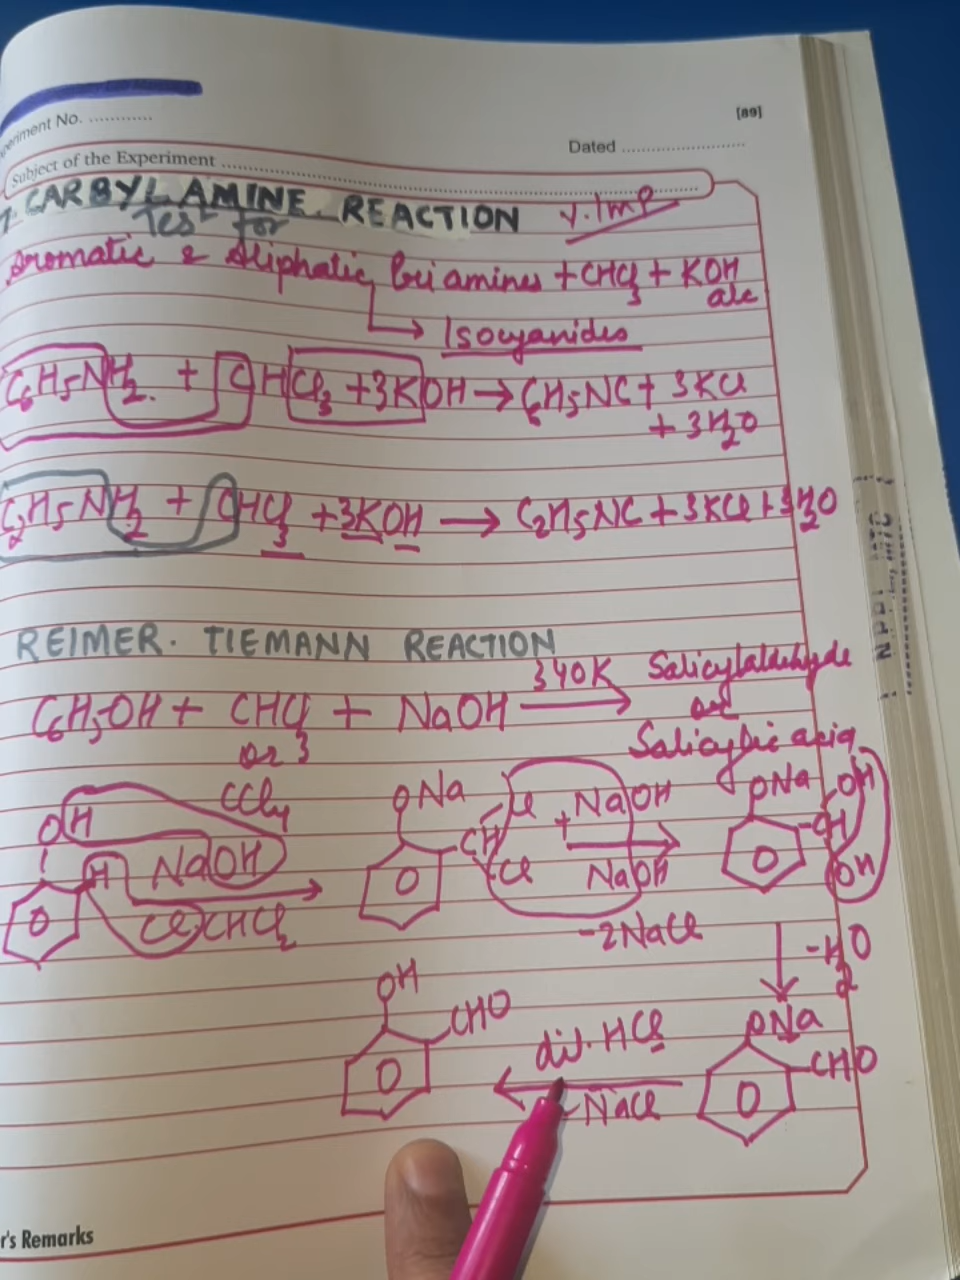 [89]
periment No. ............
Dated ......................
Subject of the Experiment ......................
1. CARBYLAMINE REACTION V. Imp
Test for
Aromatic & Aliphatic pri amines + CHCl3 + KOH
alc
Isocyanides
C6H5NH2 + CHCl3 + 3KOH → C6H5NC + 3KCl
+ 3H2O
C2H5NH2 + CHCl3 + 3KOH → C2H5NC + 3KCl + 3H2O
REIMER. TIEMANN REACTION
C6H5OH + CHCl3 + NaOH 340K → Salicylaldehyde
or or
CCl4 Salicylic acid
OH ONa Cl + NaOH ONa OH
H NaOH CH NaOH CH
Cl CHCl2 Cl OH
-2NaCl -H2O
OH ONa
CHO dil. HCl CHO
- NaCl
r's Remarks